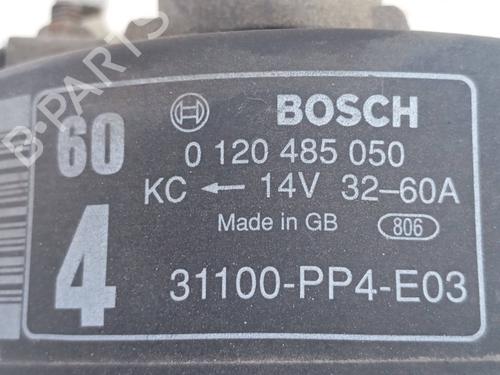 60
4
BOSCH
0 120 485 050
KC ← 14V 32–60A
Made in GB 806
31100-PP4-E03
B-PARTS